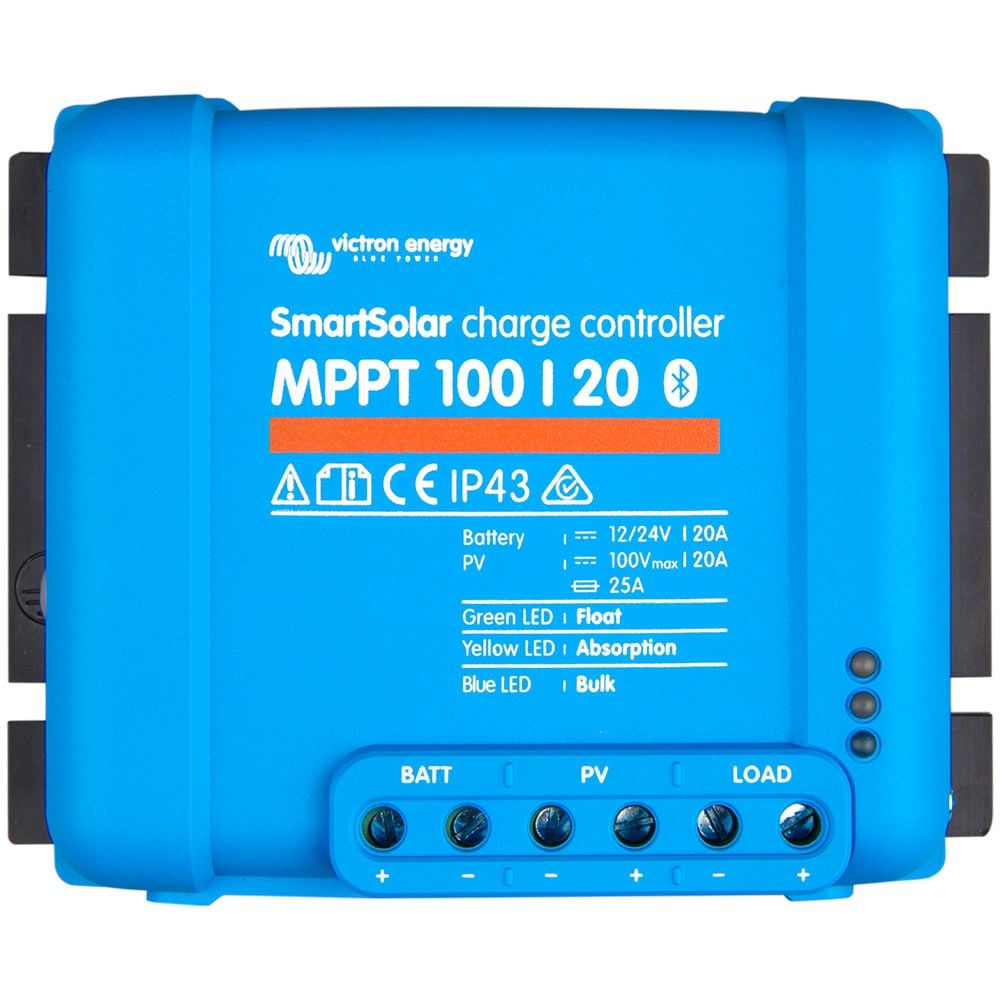 victron energy
BLUE POWER
SmartSolar charge controller
MPPT 100 | 20
CE IP43
Battery | 12/24V | 20A
PV | 100Vmax | 20A
25A
Green LED | Float
Yellow LED | Absorption
Blue LED | Bulk
BATT | PV | LOAD
+ - - + - +